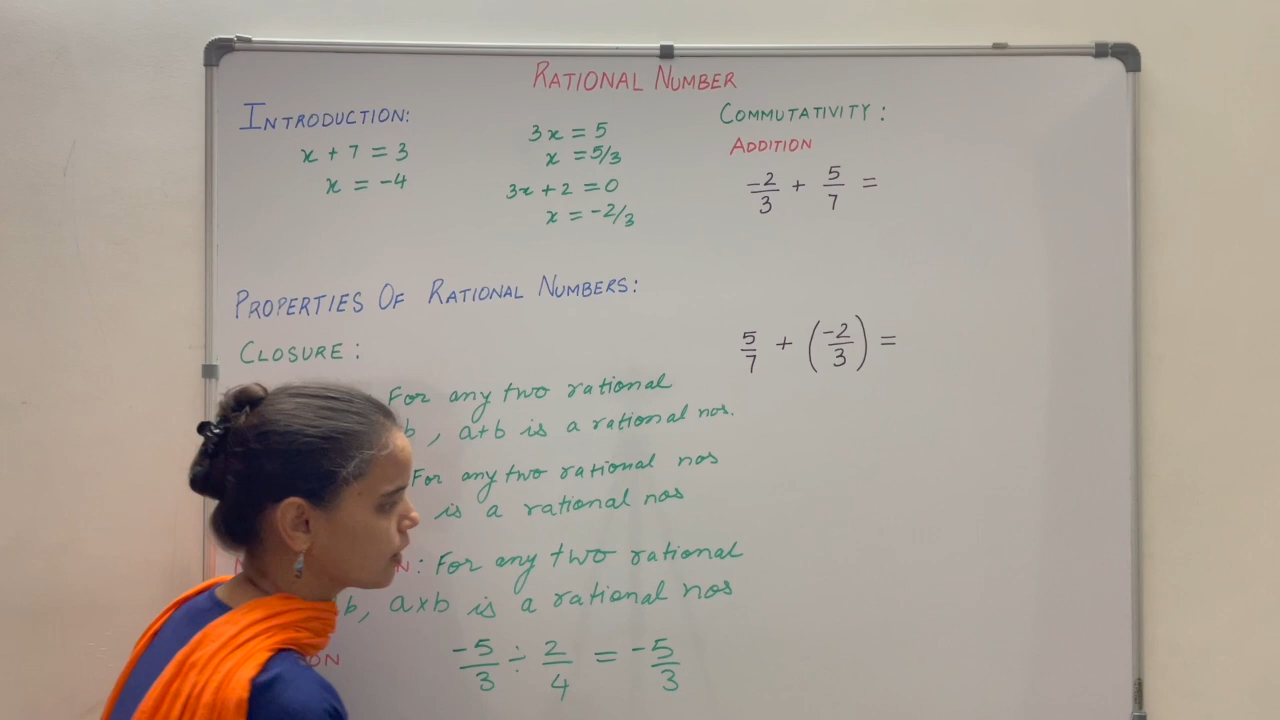 RATIONAL NUMBER
INTRODUCTION:
x + 7 = 3
x = -4
3x = 5
x = 5/3
3x + 2 = 0
x = -2/3
PROPERTIES OF RATIONAL NUMBERS:
CLOSURE:
For any two rational
b, a+b is a rational nos.
For any two rational nos
is a rational nos
: For any two rational
b, a×b is a rational nos
-5/3 ÷ 2/4 = -5/3
COMMUTATIVITY:
ADDITION
-2/3 + 5/7 =
5/7 + (-2/3) =